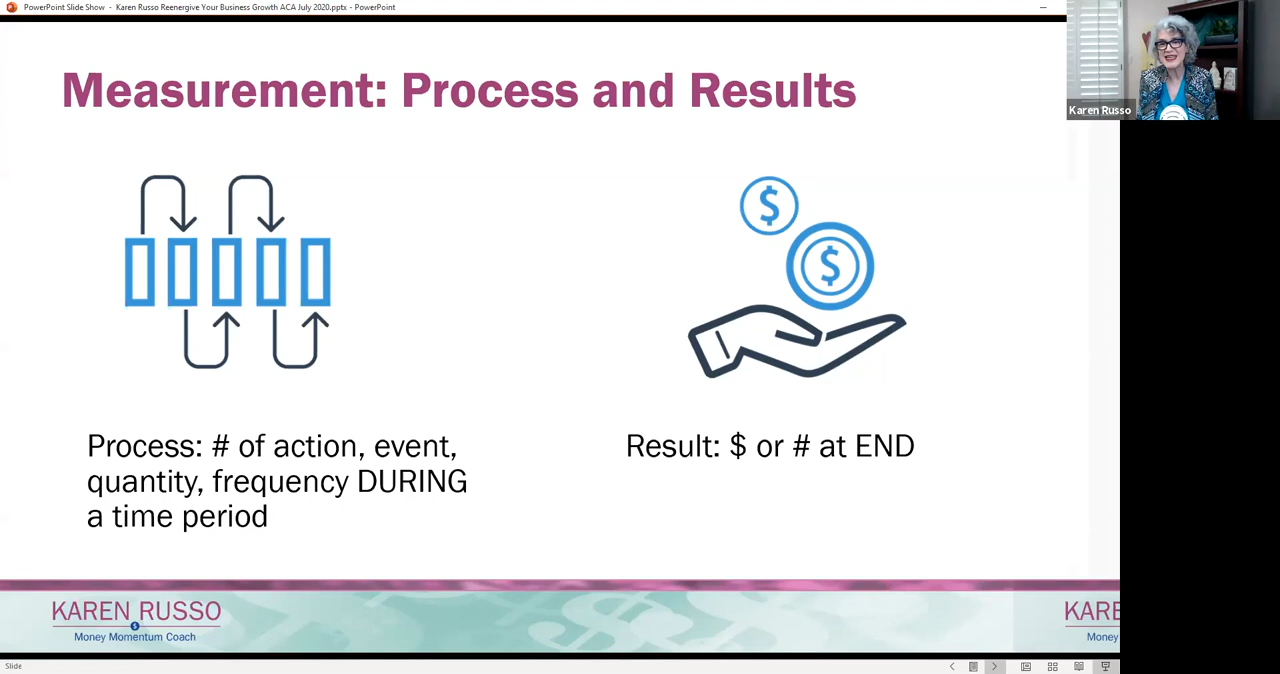 PowerPoint Slide Show - Karen Russo Reenergive Your Business Growth ACA July 2020.pptx - PowerPoint
Karen Russo
Measurement: Process and Results
$
$
Process: # of action, event,
quantity, frequency DURING
a time period
Result: $ or # at END
KAREN RUSSO
$
Money Momentum Coach
KARE
Money
Slide